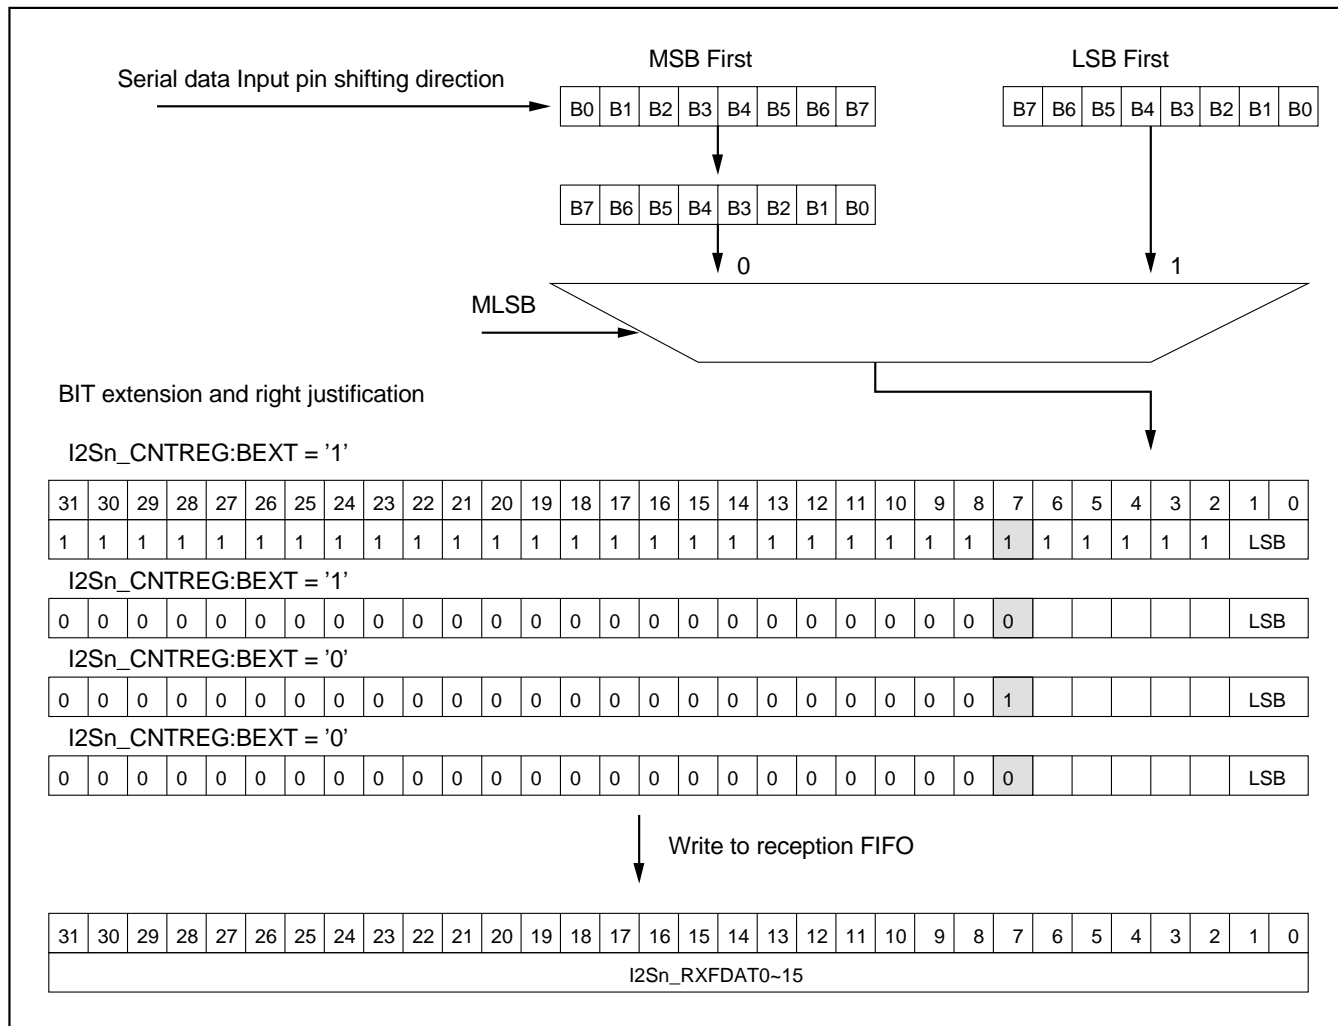 MSB First LSB First
Serial data Input pin shifting direction
B0 B1 B2 B3 B4 B5 B6 B7 B7 B6 B5 B4 B3 B2 B1 B0
B7 B6 B5 B4 B3 B2 B1 B0
0 1
MLSB
BIT extension and right justification
I2Sn_CNTREG:BEXT = '1'
31 30 29 28 27 26 25 24 23 22 21 20 19 18 17 16 15 14 13 12 11 10 9 8 7 6 5 4 3 2 1 0
1 1 1 1 1 1 1 1 1 1 1 1 1 1 1 1 1 1 1 1 1 1 1 1 1 1 1 1 1 1 LSB
I2Sn_CNTREG:BEXT = '1'
0 0 0 0 0 0 0 0 0 0 0 0 0 0 0 0 0 0 0 0 0 0 0 0 0 LSB
I2Sn_CNTREG:BEXT = '0'
0 0 0 0 0 0 0 0 0 0 0 0 0 0 0 0 0 0 0 0 0 0 0 0 1 LSB
I2Sn_CNTREG:BEXT = '0'
0 0 0 0 0 0 0 0 0 0 0 0 0 0 0 0 0 0 0 0 0 0 0 0 0 LSB
Write to reception FIFO
31 30 29 28 27 26 25 24 23 22 21 20 19 18 17 16 15 14 13 12 11 10 9 8 7 6 5 4 3 2 1 0
I2Sn_RXFDAT0~15